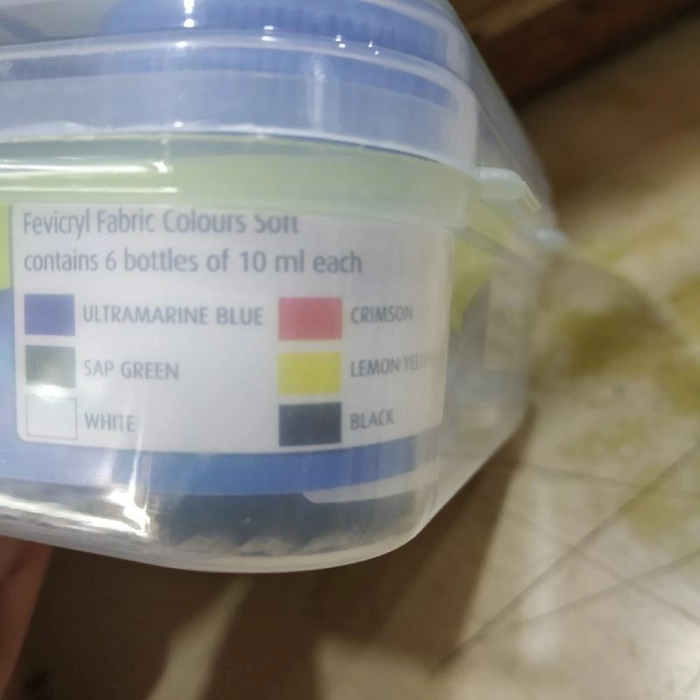 Fevicryl Fabric Colours Soft
contains 6 bottles of 10 ml each
ULTRAMARINE BLUE CRIMSON
SAP GREEN LEMON YELLOW
WHITE BLACK